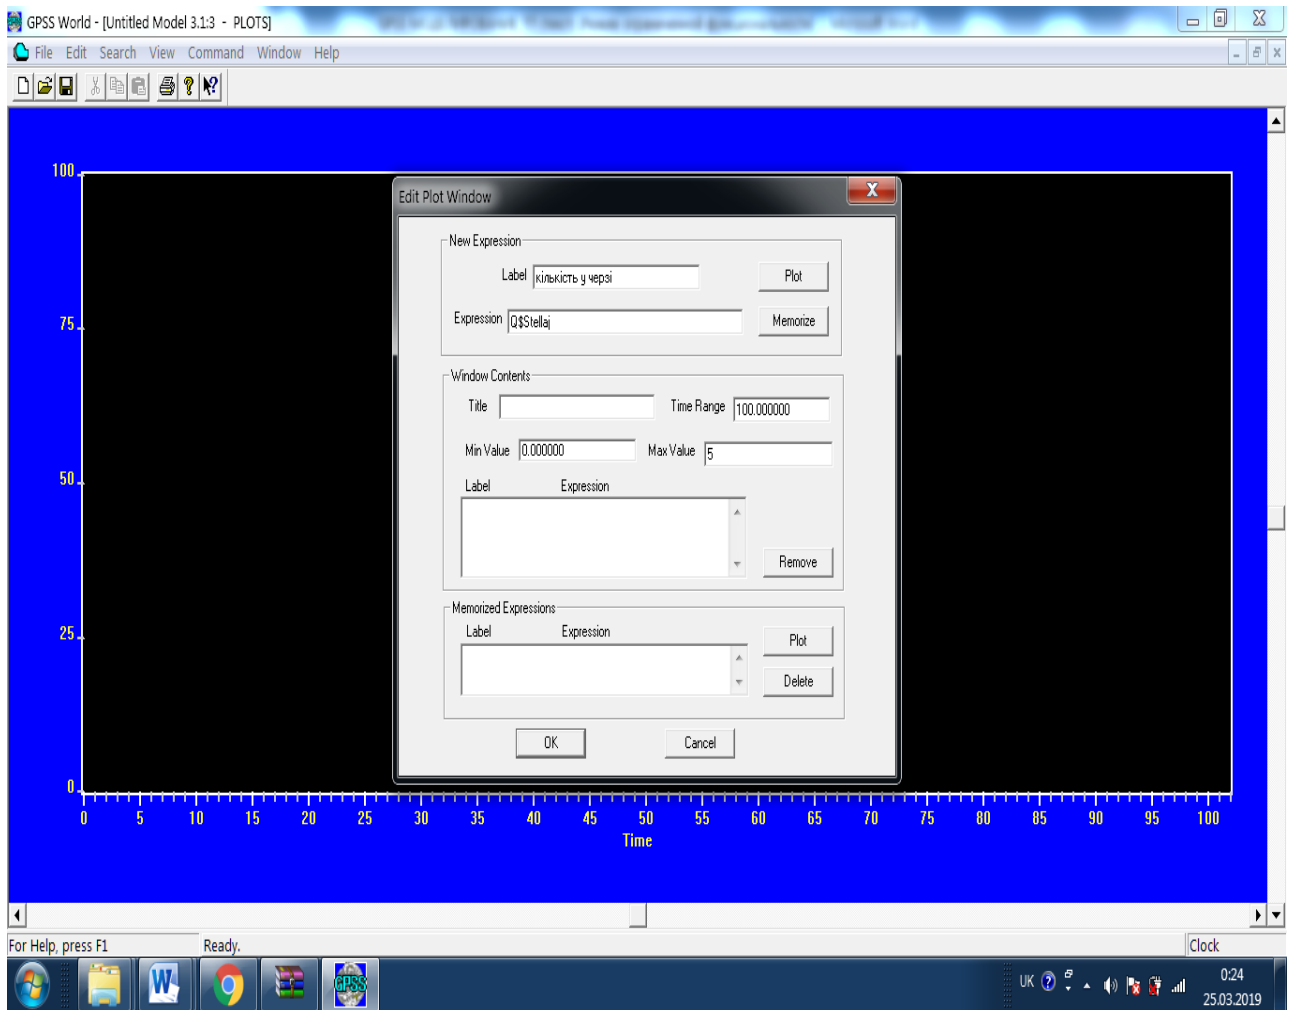 GPSS World - [Untitled Model 3.1:3 - PLOTS]
File Edit Search View Command Window Help
100
75
50
25
0
Edit Plot Window
X
New Expression
Label кількість у черзі Plot
Expression Q$Stellaj Memorize
Window Contents
Title Time Range 100.000000
Min Value 0.000000 Max Value 5
Label Expression
Remove
Memorized Expressions
Label Expression
Plot
Delete
OK Cancel
0 5 10 15 20 25 30 35 40 45 50 55 60 65 70 75 80 85 90 95 100
Time
For Help, press F1 Ready. Clock
W GPSS UK 0:24
25.03.2019